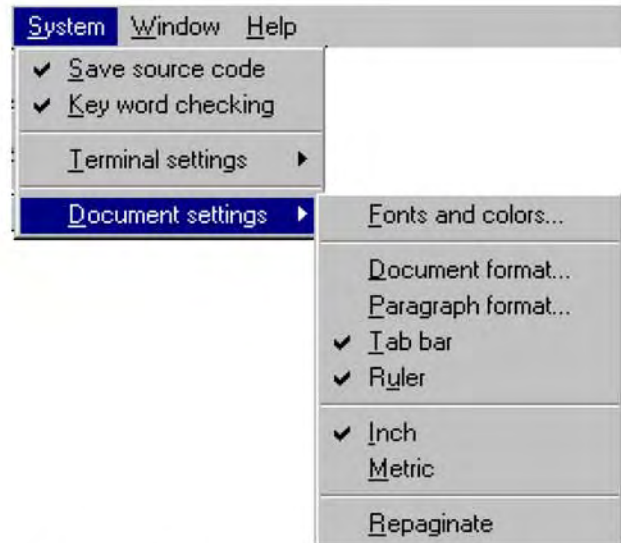 System Window Help
Save source code
Key word checking
Terminal settings
Document settings
Fonts and colors...
Document format...
Paragraph format...
Tab bar
Ruler
Inch
Metric
Repaginate